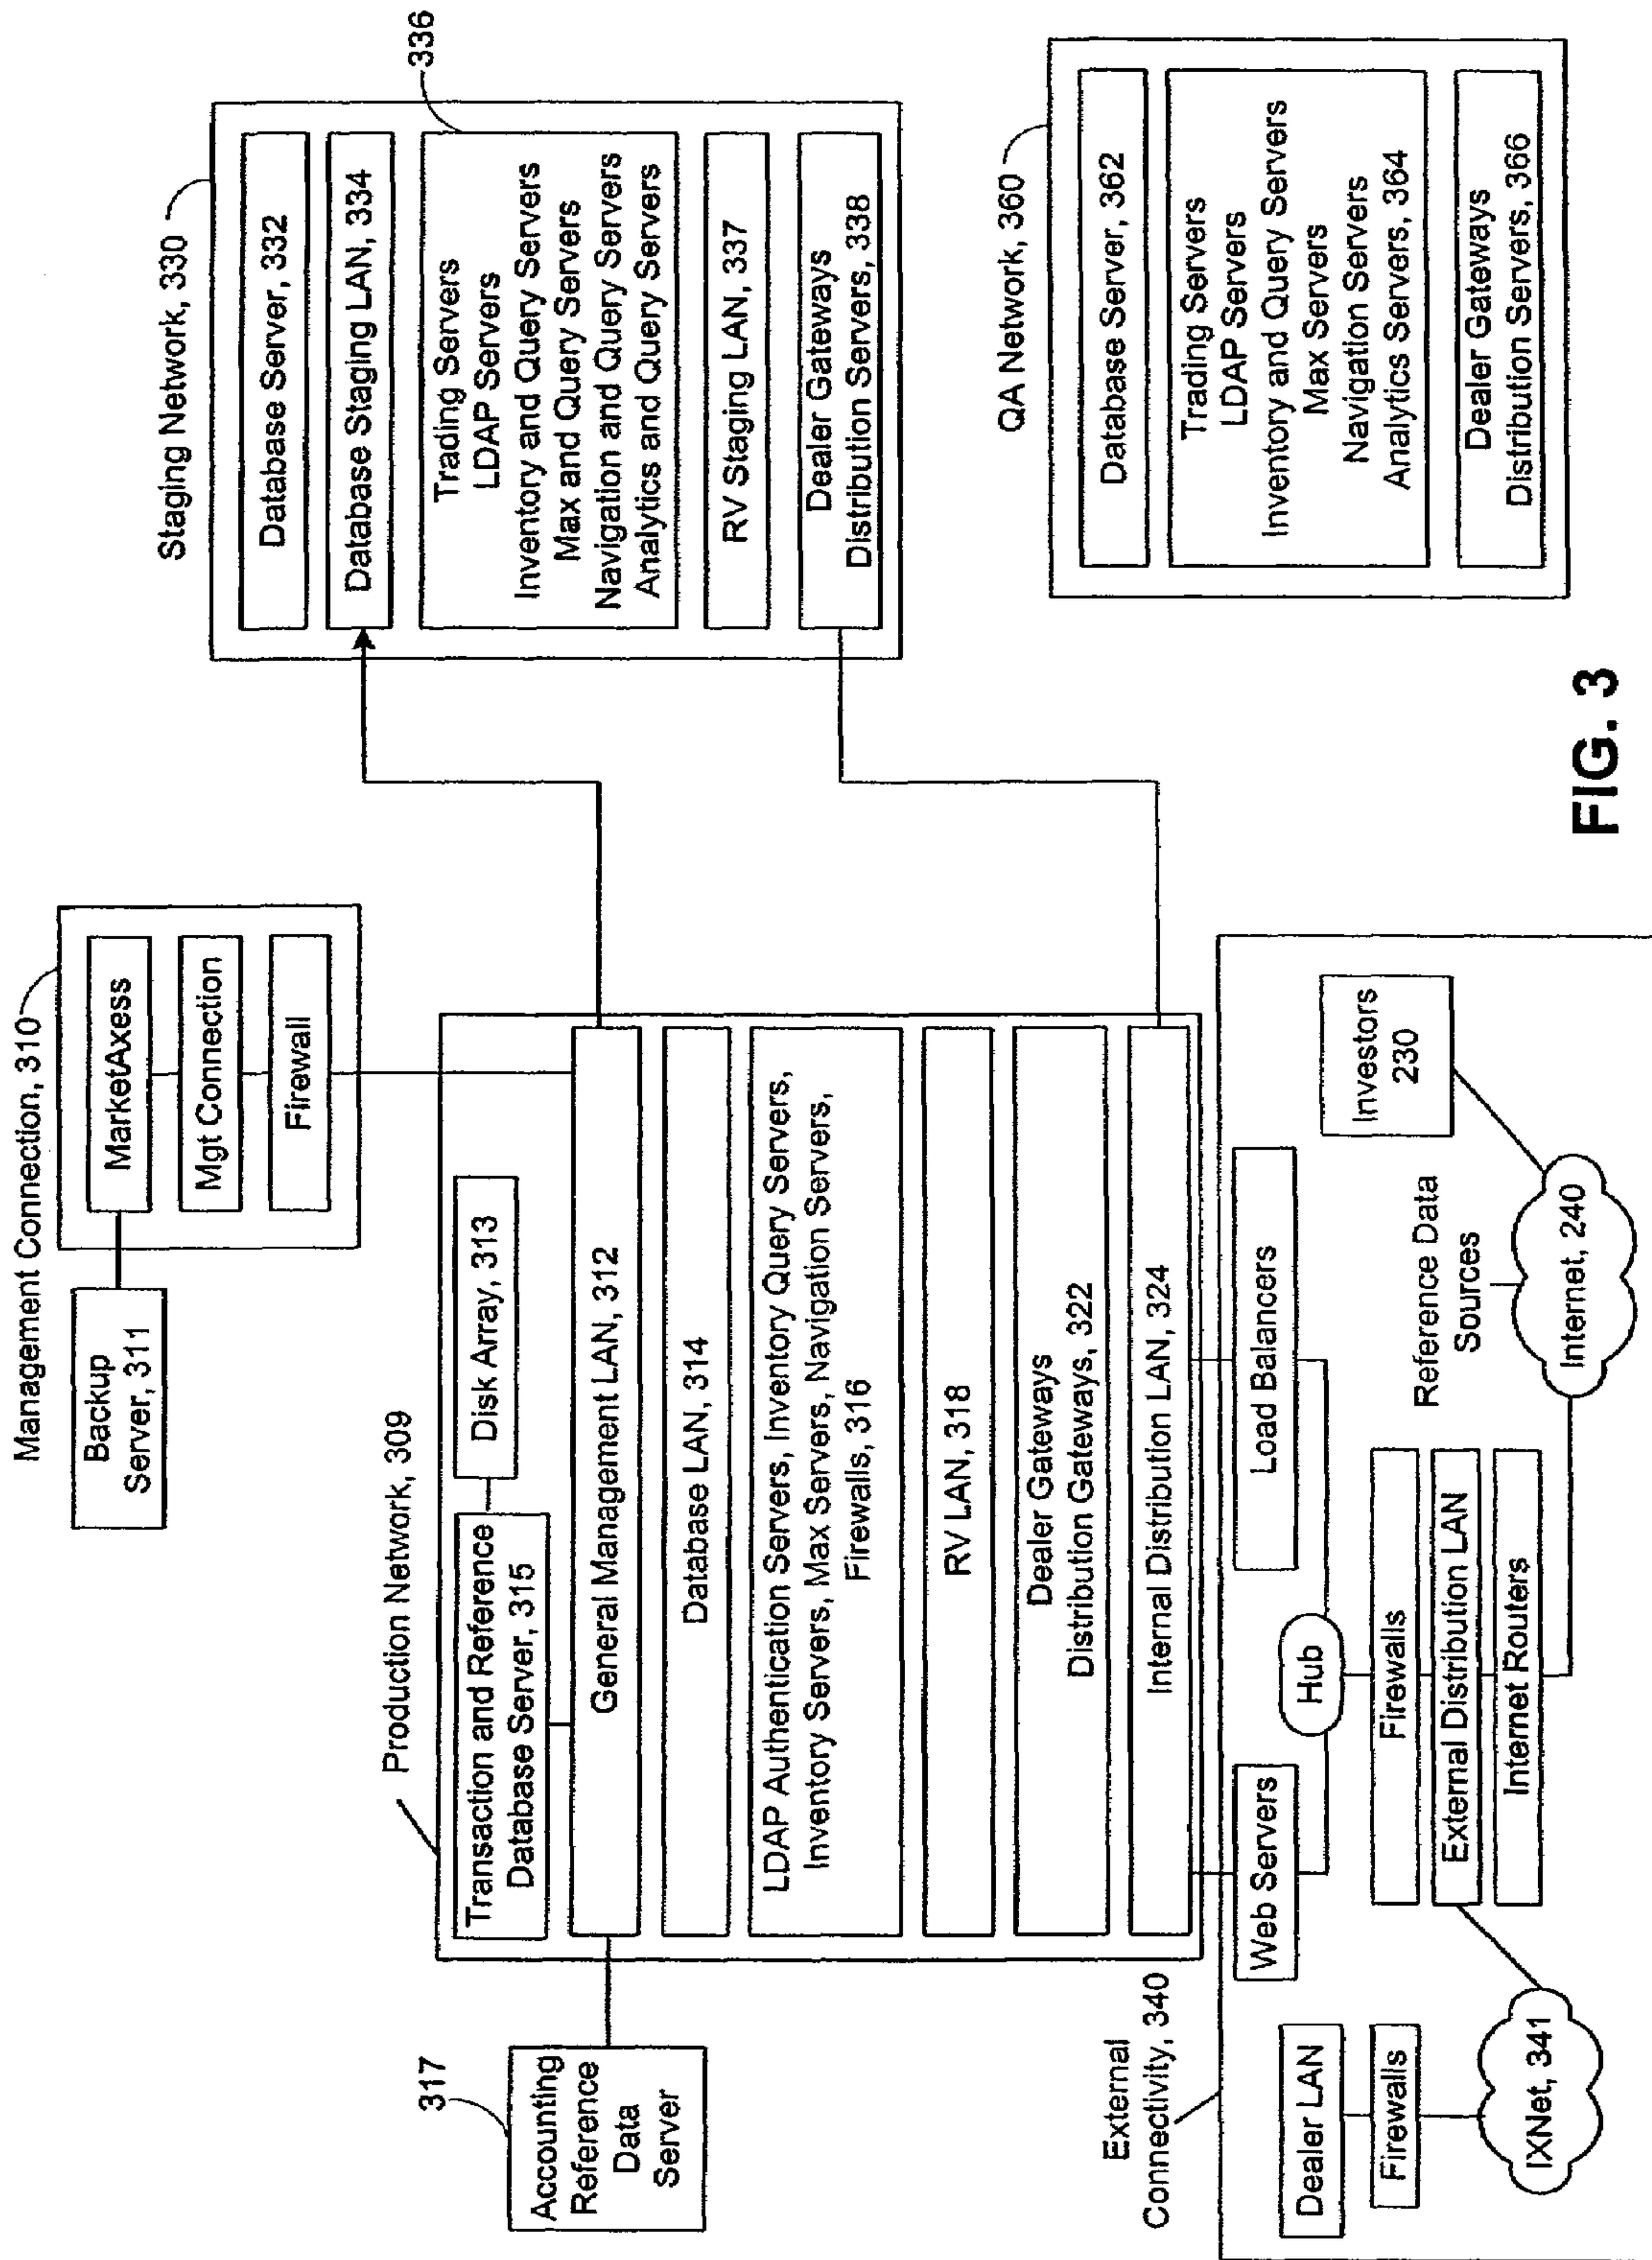 Management Connection, 310
Backup
Server, 311
MarketAxess
Mgt Connection
Firewall
Production Network, 309
Transaction and Reference
Database Server, 315
Disk Array, 313
General Management LAN, 312
Database LAN, 314
LDAP Authentication Servers, Inventory Query Servers,
Inventory Servers, Max Servers, Navigation Servers,
Firewalls, 316
RV LAN, 318
Dealer Gateways
Distribution Gateways, 322
Internal Distribution LAN, 324
317
Accounting
Reference
Data
Server
External
Connectivity, 340
Web Servers
Load Balancers
Hub
Dealer LAN
Firewalls
IXNet, 341
Firewalls
External Distribution LAN
Internet Routers
Reference Data
Sources
Internet, 240
Investors
230
Staging Network, 330
Database Server, 332
Database Staging LAN, 334
336
Trading Servers
LDAP Servers
Inventory and Query Servers
Max and Query Servers
Navigation and Query Servers
Analytics and Query Servers
RV Staging LAN, 337
Dealer Gateways
Distribution Servers, 338
QA Network, 360
Database Server, 362
Trading Servers
LDAP Servers
Inventory and Query Servers
Max Servers
Navigation Servers
Analytics Servers, 364
Dealer Gateways
Distribution Servers, 366
FIG. 3